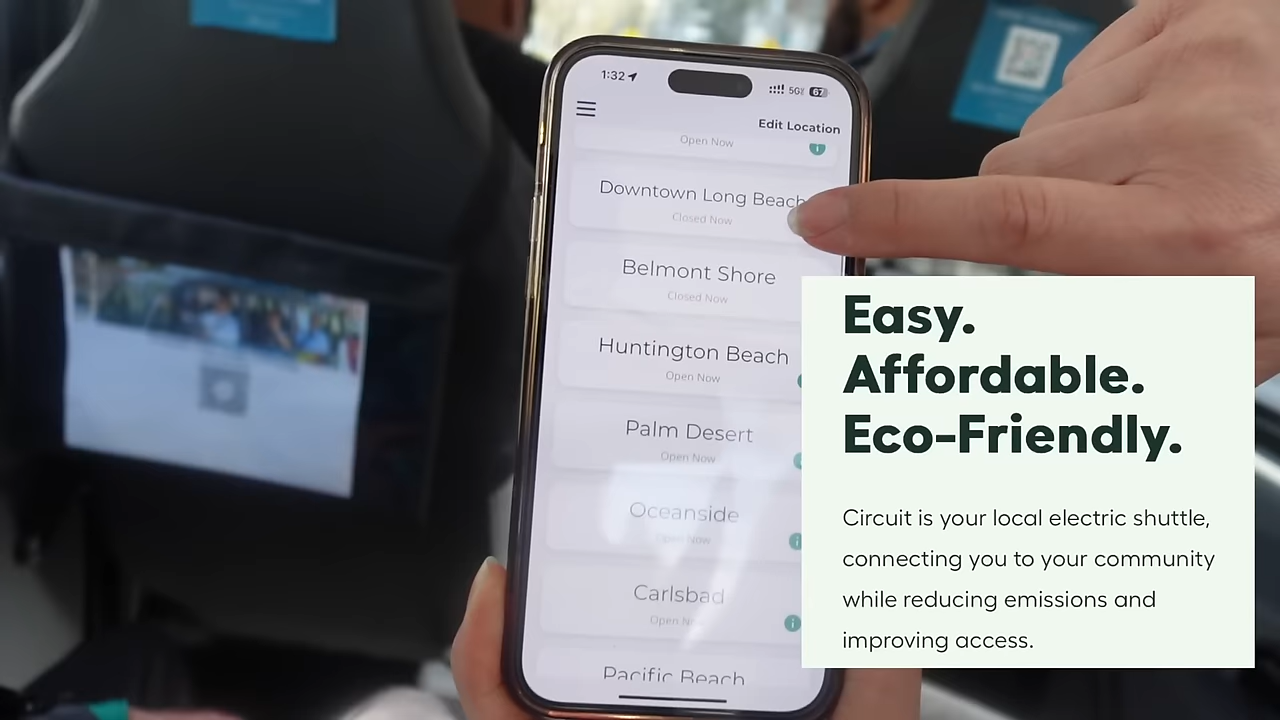 1:32
5G
67
Edit Location
Open Now
Downtown Long Beach
Closed Now
Belmont Shore
Closed Now
Huntington Beach
Open Now
Palm Desert
Open Now
Oceanside
Open Now
Carlsbad
Open
Pacific Beach
Easy.
Affordable.
Eco-Friendly.
Circuit is your local electric shuttle,
connecting you to your community
while reducing emissions and
improving access.